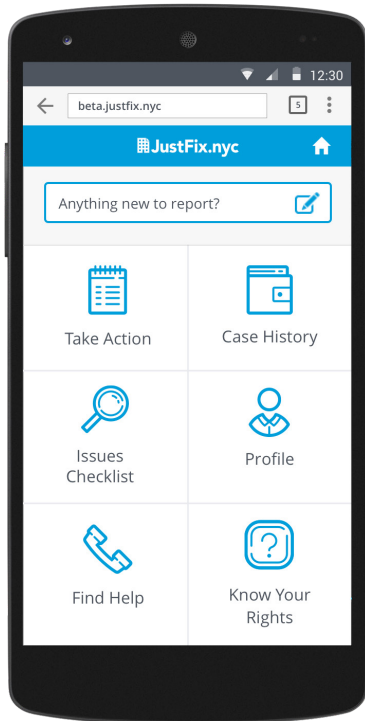 12:30
beta.justfix.nyc
5
JustFix.nyc
Anything new to report?
Take Action
Case History
Issues
Checklist
Profile
Find Help
Know Your
Rights
?